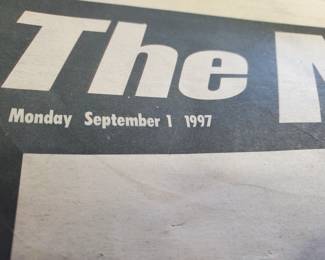 The
Monday September 1 1997